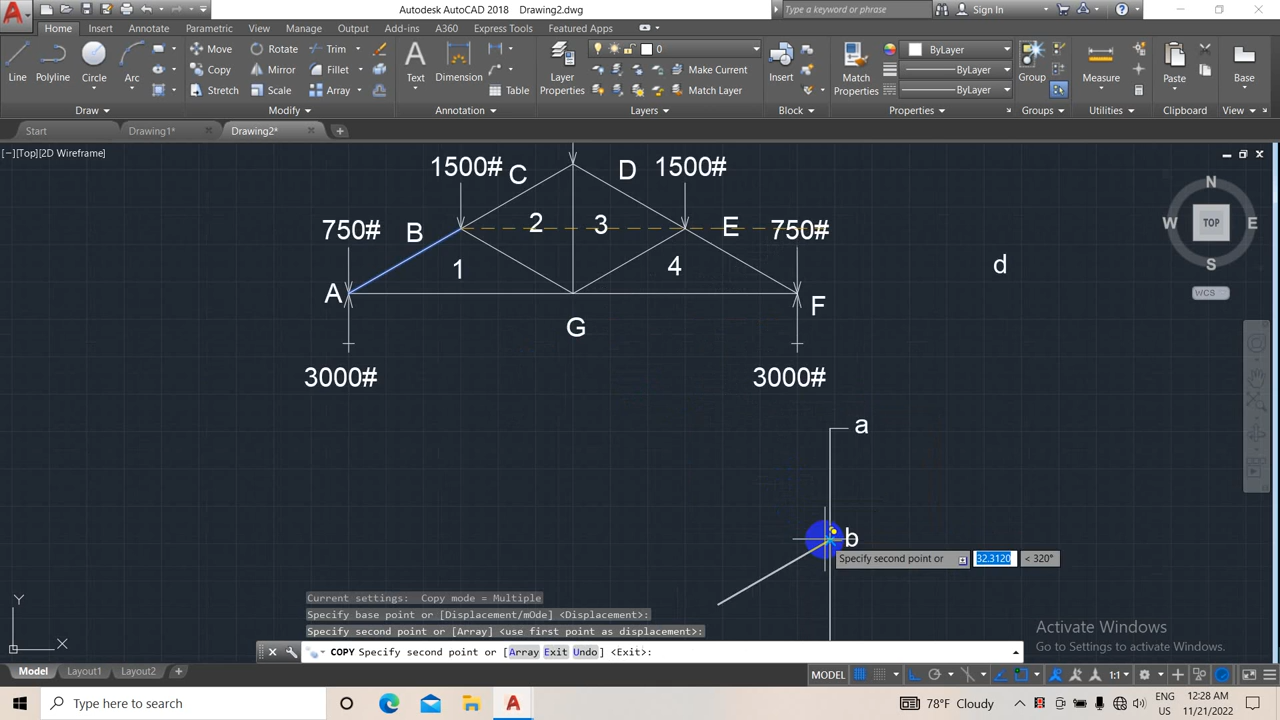 Autodesk AutoCAD 2018 Drawing2.dwg
Type a keyword or phrase
Sign In
Home Insert Annotate Parametric View Manage Output Add-ins A360 Express Tools Featured Apps
Line Polyline Circle Arc
Move Rotate Trim
Copy Mirror Fillet
Stretch Scale Array
Text Dimension Table
Layer Properties
0
Make Current
Match Layer
Insert
Match Properties
ByLayer
ByLayer
ByLayer
Group
Measure
Paste
Base
Draw Modify Annotation Layers Block Properties Groups Utilities Clipboard View
Start Drawing1* Drawing2*
[−][Top][2D Wireframe]
N
W TOP E
S
WCS
1500# C D 1500#
750# B 2 3 E 750#
1 4 d
A G F
3000# 3000#
a
b
Specify second point or 32.3120 < 320°
Current settings: Copy mode = Multiple
Specify base point or [Displacement/mOde] <Displacement>:
Specify second point or [Array] <use first point as displacement>:
COPY Specify second point or [Array Exit Undo] <Exit>:
Y
X
Activate Windows
Go to Settings to activate Windows.
Model Layout1 Layout2 +
MODEL 1:1
Type here to search
78°F Cloudy
ENG
US
12:28 AM
11/21/2022